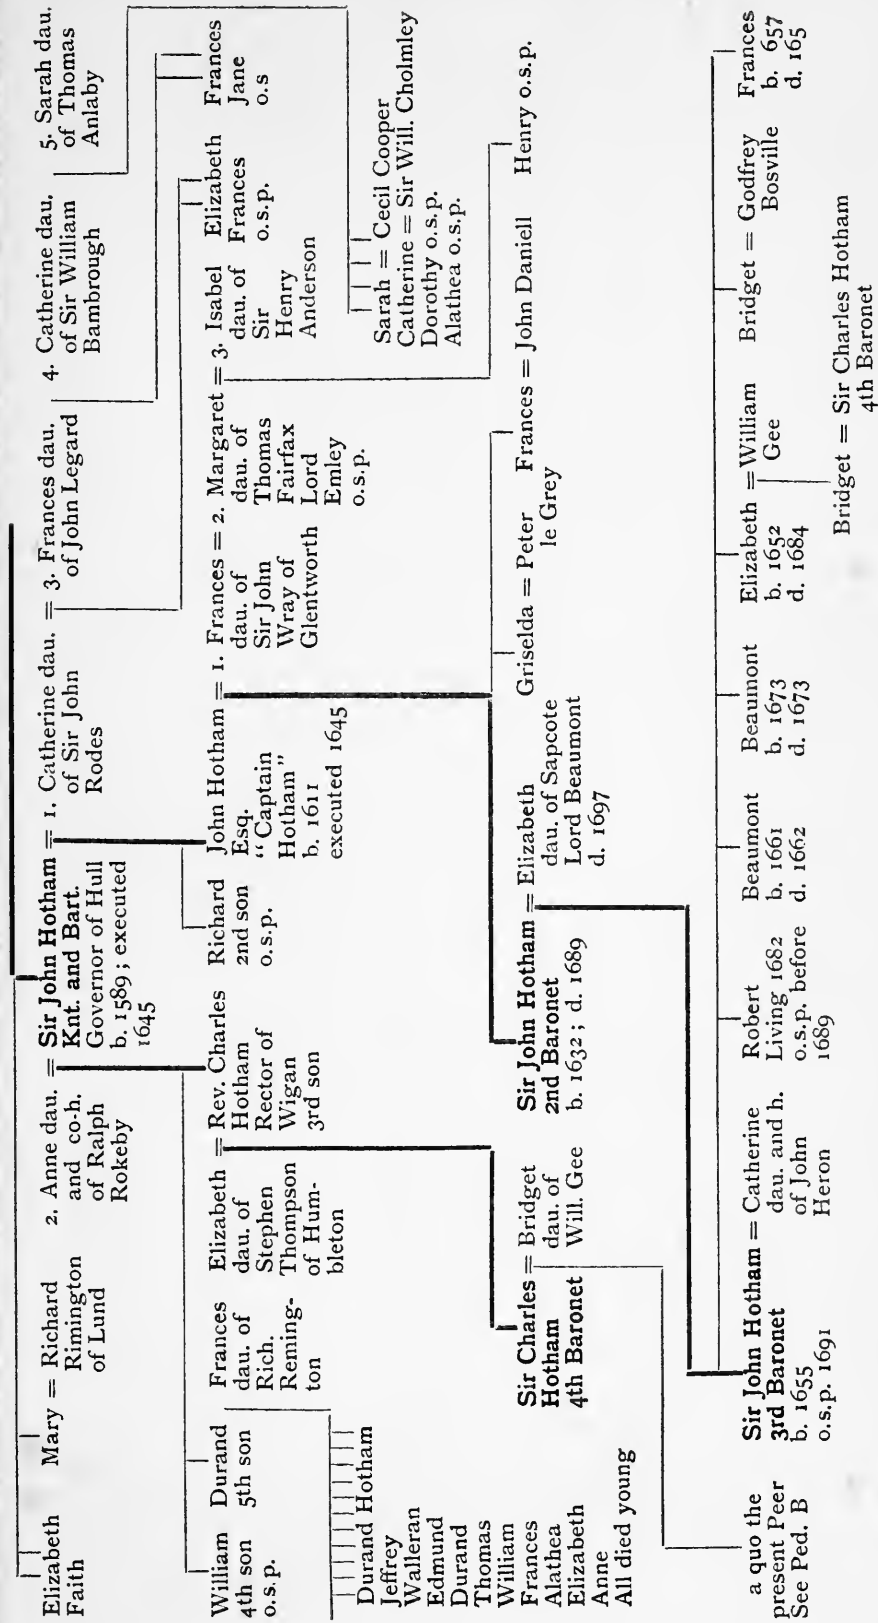 Elizabeth
Faith
Mary = Richard
Rimington
of Lund
2. Anne dau. =
and co-h.
of Ralph
Rokeby
Sir John Hotham
Knt. and Bart.
Governor of Hull
b. 1589; executed
1645
= 1. Catherine dau.
of Sir John
Rodes
= 3. Frances dau.
of John Legard
4. Catherine dau.
of Sir William
Bambrough
5. Sarah dau.
of Thomas
Anlaby
William
4th son
o.s.p.
Durand
5th son
Frances
dau. of
Rich.
Reming-
ton
Elizabeth
dau. of
Stephen
Thompson
of Hum-
bleton
= Rev. Charles
Hotham
Rector of
Wigan
3rd son
Richard
2nd son
o.s.p.
John Hotham
Esq.
"Captain
Hotham"
b. 1611
executed 1645
= 1. Frances
dau. of
Sir John
Wray of
Glentworth
= 2. Margaret
dau. of
Thomas
Fairfax
Lord
Emley
o.s.p.
= 3. Isabel
dau. of
Sir
Henry
Anderson
Elizabeth
Frances
o.s.p.
Frances
Jane
o.s
Durand Hotham
Jeffrey
Walleran
Edmund
Durand
Thomas
William
Frances
Alathea
Elizabeth
Anne
All died young
Sarah = Cecil Cooper
Catherine = Sir Will. Cholmley
Dorothy o.s.p.
Alathea o.s.p.
Sir Charles
Hotham
4th Baronet
= Bridget
dau. of
Will. Gee
Sir John Hotham
2nd Baronet
b. 1632; d. 1689
= Elizabeth
dau. of Sapcote
Lord Beaumont
d. 1697
Griselda = Peter
le Grey
Frances = John Daniell
Henry o.s.p.
a quo the
present Peer
See Ped. B
Sir John Hotham
3rd Baronet
b. 1655
o.s.p. 1691
= Catherine
dau. and h.
of John
Heron
Robert
Living 1682
o.s.p. before
1689
Beaumont
b. 1661
d. 1662
Beaumont
b. 1673
d. 1673
Elizabeth
b. 1652
d. 1684
= William
Gee
Bridget = Godfrey
Bosville
Frances
b. 657
d. 165
Bridget = Sir Charles Hotham
4th Baronet